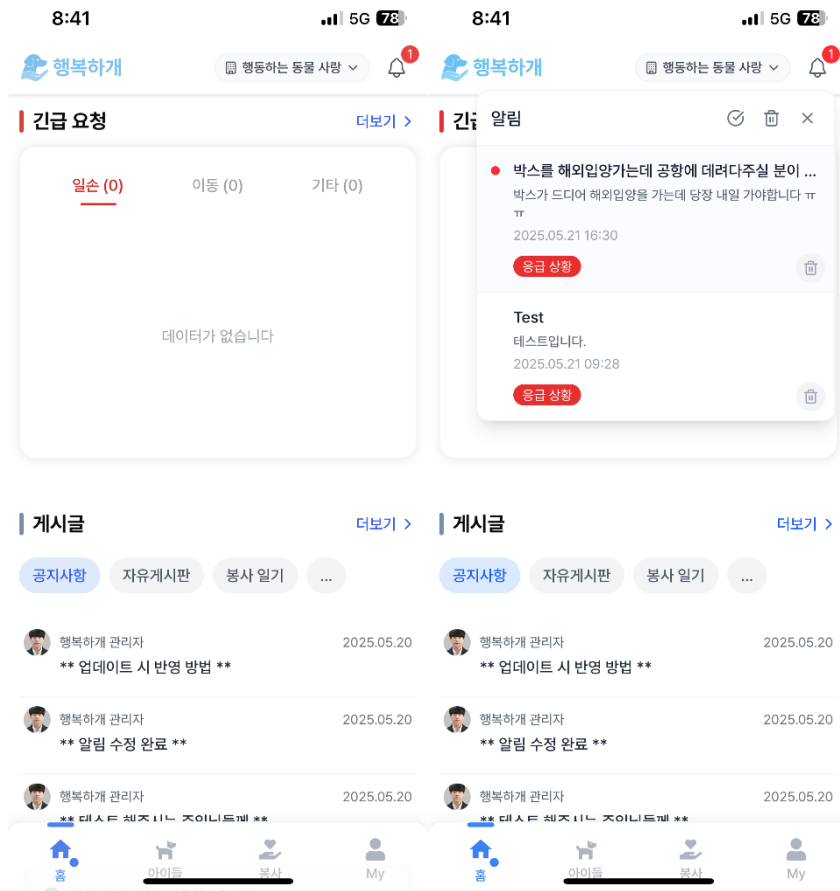 8:41
5G 78
행복하개
행동하는 동물 사랑
1
긴급 요청
더보기
일손 (0)
이동 (0)
기타 (0)
데이터가 없습니다
게시글
더보기
공지사항
자유게시판
봉사 일기
...
행복하개 관리자
2025.05.20
** 업데이트 시 반영 방법 **
행복하개 관리자
2025.05.20
** 알림 수정 완료 **
행복하개 관리자
2025.05.20
홈
아이들
봉사
My
8:41
5G 78
행복하개
행동하는 동물 사랑
1
알림
박스를 해외입양가는데 공항에 데려다주실 분이 ...
박스가 드디어 해외입양을 가는데 당장 내일 가야합니다 ㅠ
ㅠ
2025.05.21 16:30
응급 상황
Test
테스트입니다.
2025.05.21 09:28
응급 상황
게시글
더보기
공지사항
자유게시판
봉사 일기
...
행복하개 관리자
2025.05.20
** 업데이트 시 반영 방법 **
행복하개 관리자
2025.05.20
** 알림 수정 완료 **
행복하개 관리자
2025.05.20
홈
아이들
봉사
My